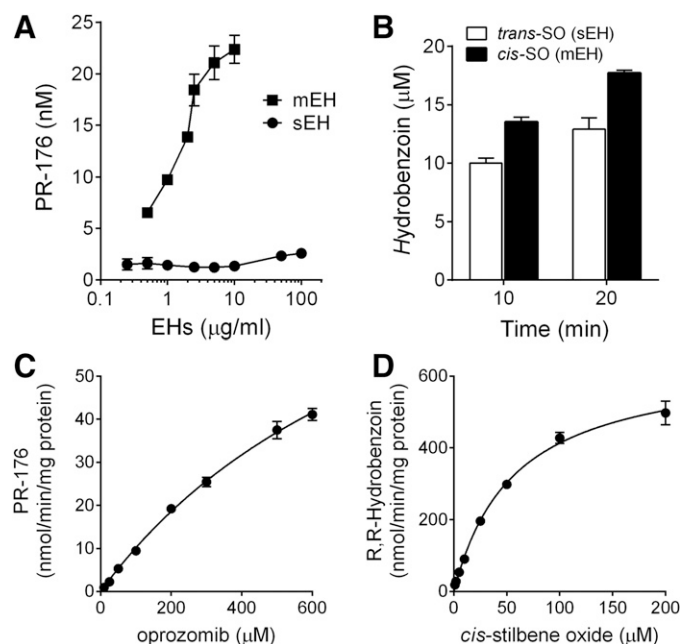 A
PR-176 (nM)
25
20
15
10
5
0
0.1
1
10
100
EHs (μg/ml)
mEH
sEH
B
trans-SO (sEH)
cis-SO (mEH)
Hydrobenzoin (μM)
20
15
10
5
0
10
20
Time (min)
C
PR-176
(nmol/min/mg protein)
50
40
30
20
10
0
0
200
400
600
oprozomib (μM)
D
R,R-Hydrobenzoin
(nmol/min/mg protein)
600
400
200
0
0
50
100
150
200
cis-stilbene oxide (μM)